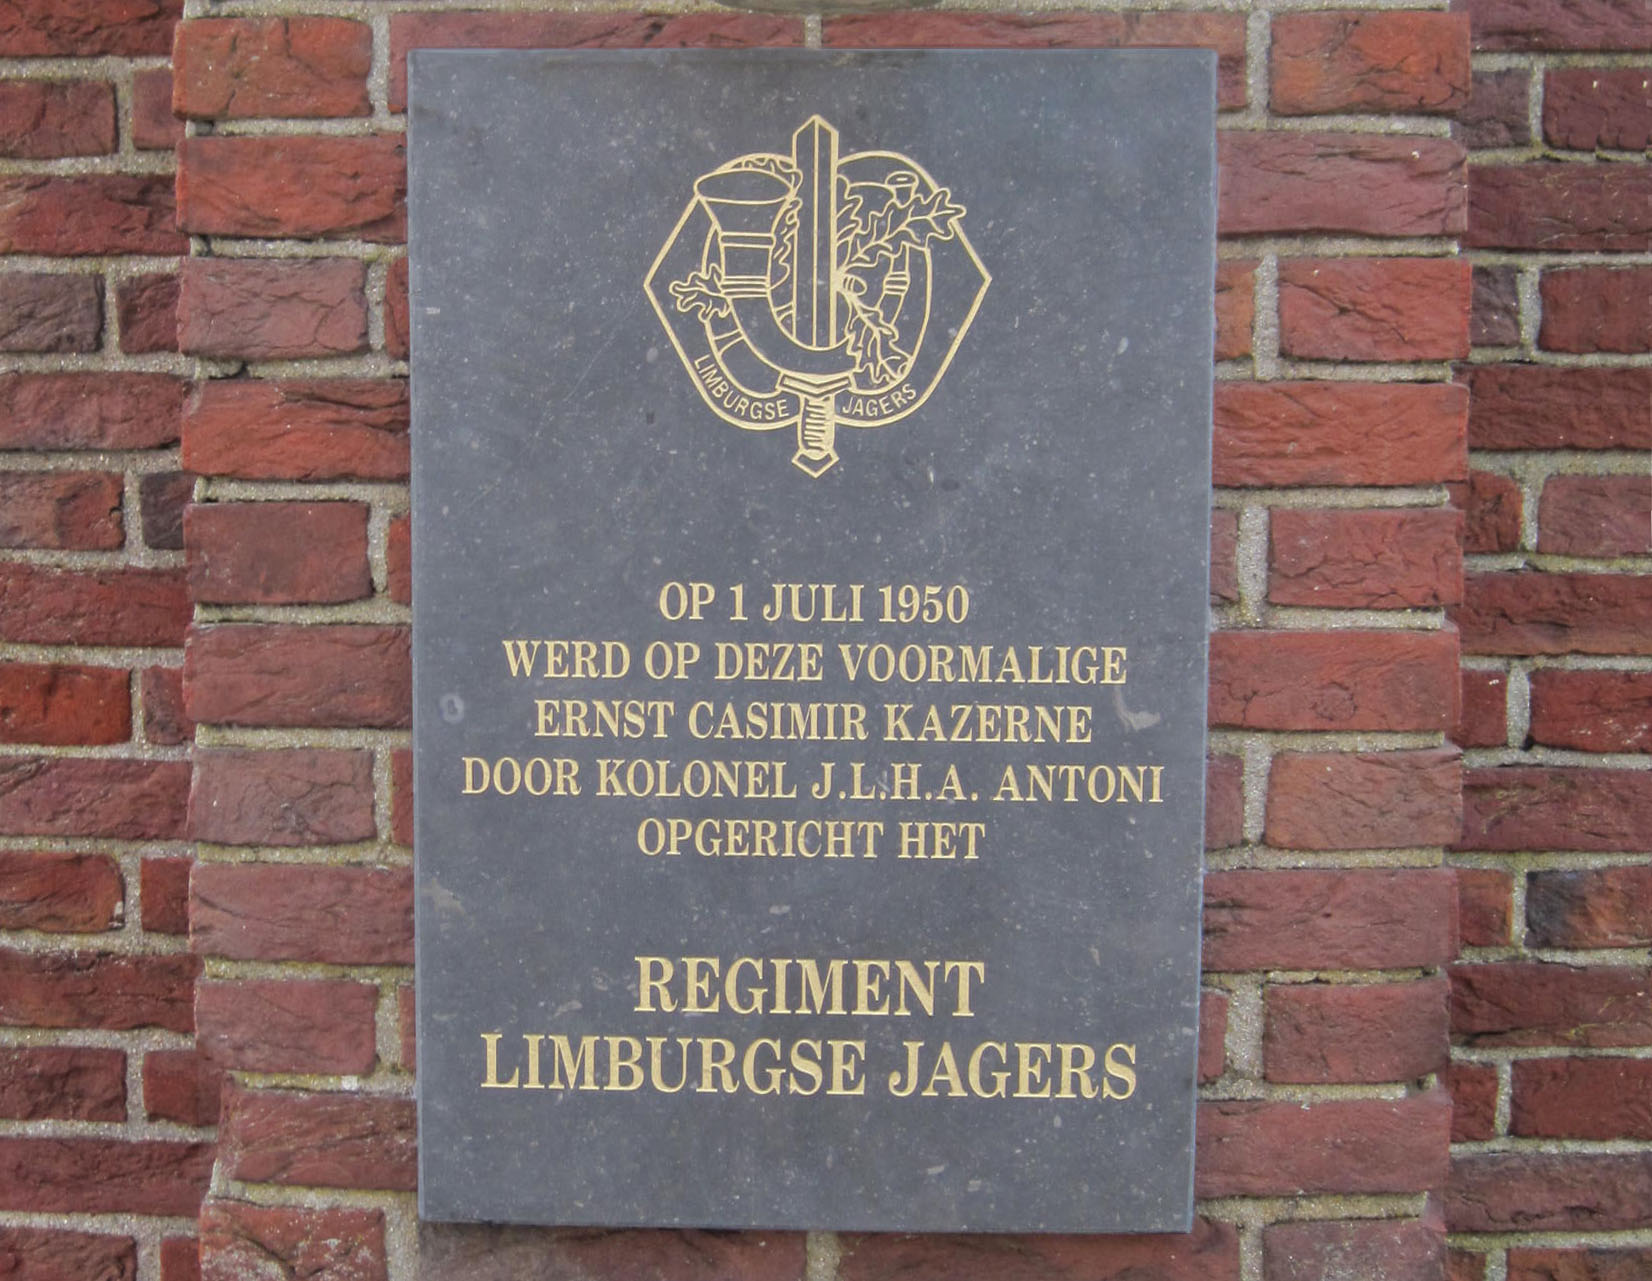 LIMBURGSE JAGERS
OP 1 JULI 1950
WERD OP DEZE VOORMALIGE
ERNST CASIMIR KAZERNE
DOOR KOLONEL J.L.H.A. ANTONI
OPGERICHT HET
REGIMENT
LIMBURGSE JAGERS